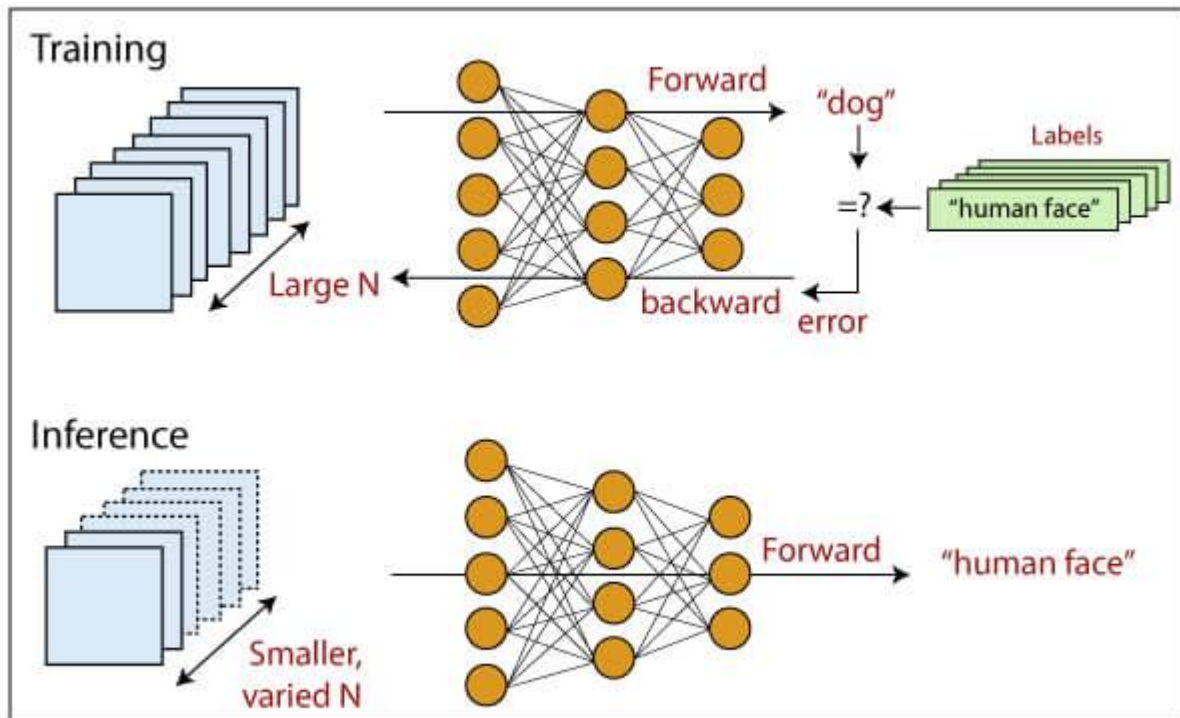 Training
Forward
“dog”
Labels
=?
“human face”
Large N
backward
error
Inference
Forward
“human face”
Smaller,
varied N